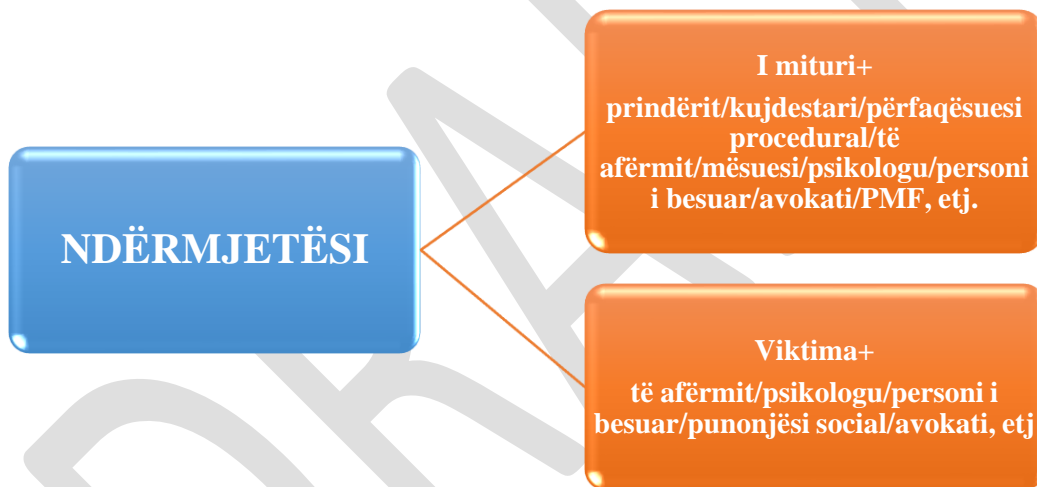 NDËRMJETËSI
I mituri+
prindërit/kujdestari/përfaqësuesi
procedural/të
afërmit/mësuesi/psikologu/personi
i besuar/avokati/PMF, etj.
Viktima+
të afërmit/psikologu/personi i
besuar/punonjësi social/avokati, etj